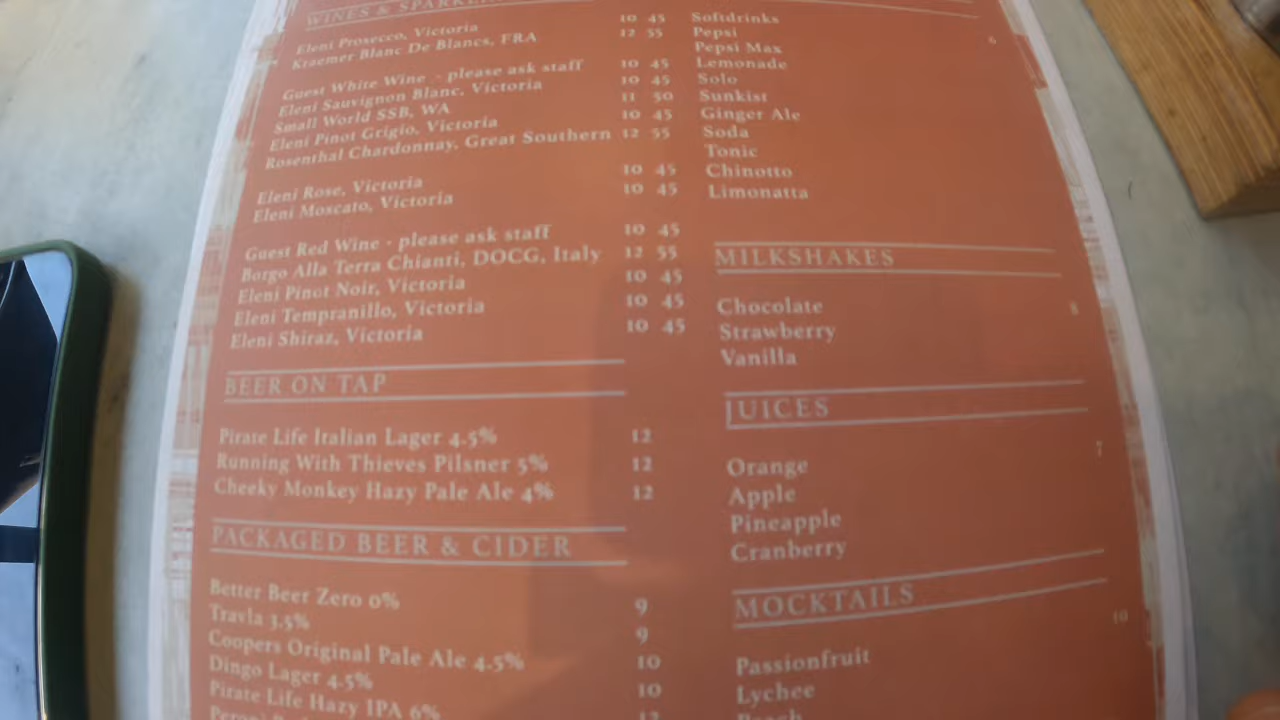 WINES & SPARKLING
Eleni Prosecco, Victoria 10 45
Kraemer Blanc De Blancs, FRA 12 55
Guest White Wine - please ask staff 10 45
Eleni Sauvignon Blanc, Victoria 10 45
Small World SSB, WA 11 50
Eleni Pinot Grigio, Victoria 10 45
Rosenthal Chardonnay, Great Southern 12 55
Eleni Rose, Victoria 10 45
Eleni Moscato, Victoria 10 45
Guest Red Wine - please ask staff 10 45
Borgo Alla Terra Chianti, DOCG, Italy 12 55
Eleni Pinot Noir, Victoria 10 45
Eleni Tempranillo, Victoria 10 45
Eleni Shiraz, Victoria 10 45
BEER ON TAP
Pirate Life Italian Lager 4.5% 12
Running With Thieves Pilsner 5% 12
Cheeky Monkey Hazy Pale Ale 4% 12
PACKAGED BEER & CIDER
Better Beer Zero 0% 9
Travla 3.5% 9
Coopers Original Pale Ale 4.5% 10
Dingo Lager 4.5% 10
Pirate Life Hazy IPA 6% 12
Softdrinks 6
Pepsi
Pepsi Max
Lemonade
Solo
Sunkist
Ginger Ale
Soda
Tonic
Chinotto
Limonatta
MILKSHAKES
Chocolate 8
Strawberry
Vanilla
JUICES
7
Orange
Apple
Pineapple
Cranberry
MOCKTAILS
10
Passionfruit
Lychee
Peach